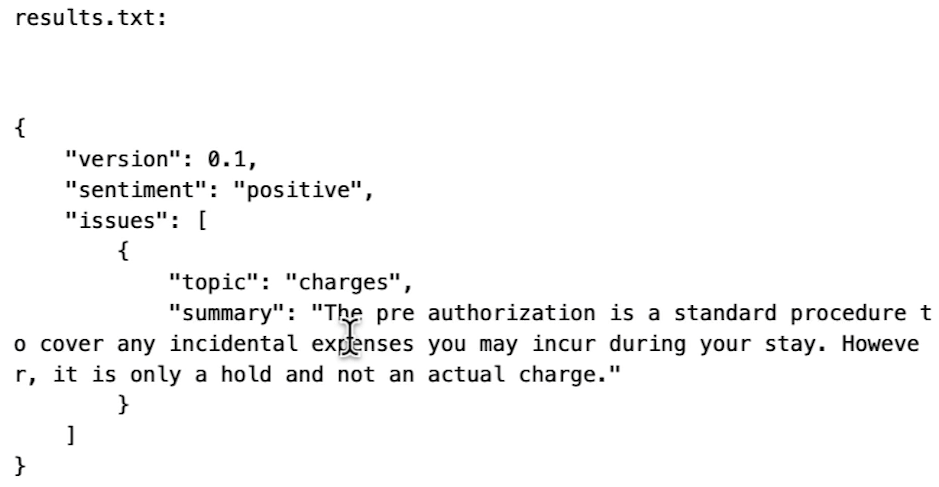 results.txt:
{
"version": 0.1,
"sentiment": "positive",
"issues": [
{
"topic": "charges",
"summary": "The pre authorization is a standard procedure t
o cover any incidental expenses you may incur during your stay. Howeve
r, it is only a hold and not an actual charge."
}
]
}